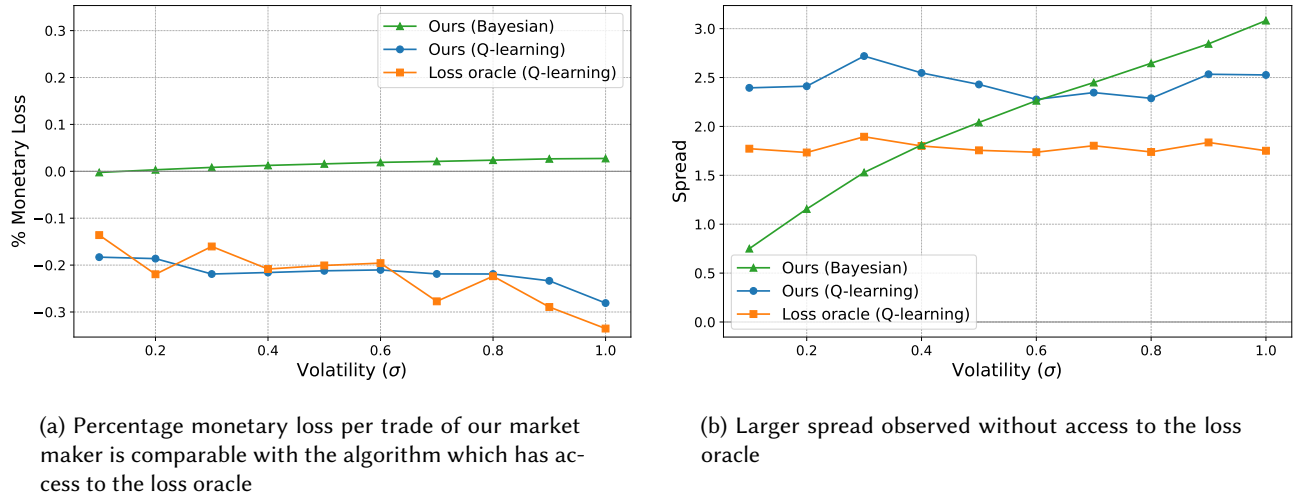 0.3
0.2
0.1
0.0
−0.1
−0.2
−0.3
% Monetary Loss
Ours (Bayesian)
Ours (Q-learning)
Loss oracle (Q-learning)
0.2
0.4
0.6
0.8
1.0
Volatility (σ)
3.0
2.5
2.0
1.5
1.0
0.5
0.0
Spread
Ours (Bayesian)
Ours (Q-learning)
Loss oracle (Q-learning)
0.2
0.4
0.6
0.8
1.0
Volatility (σ)
(a) Percentage monetary loss per trade of our market
maker is comparable with the algorithm which has ac-
cess to the loss oracle
(b) Larger spread observed without access to the loss
oracle